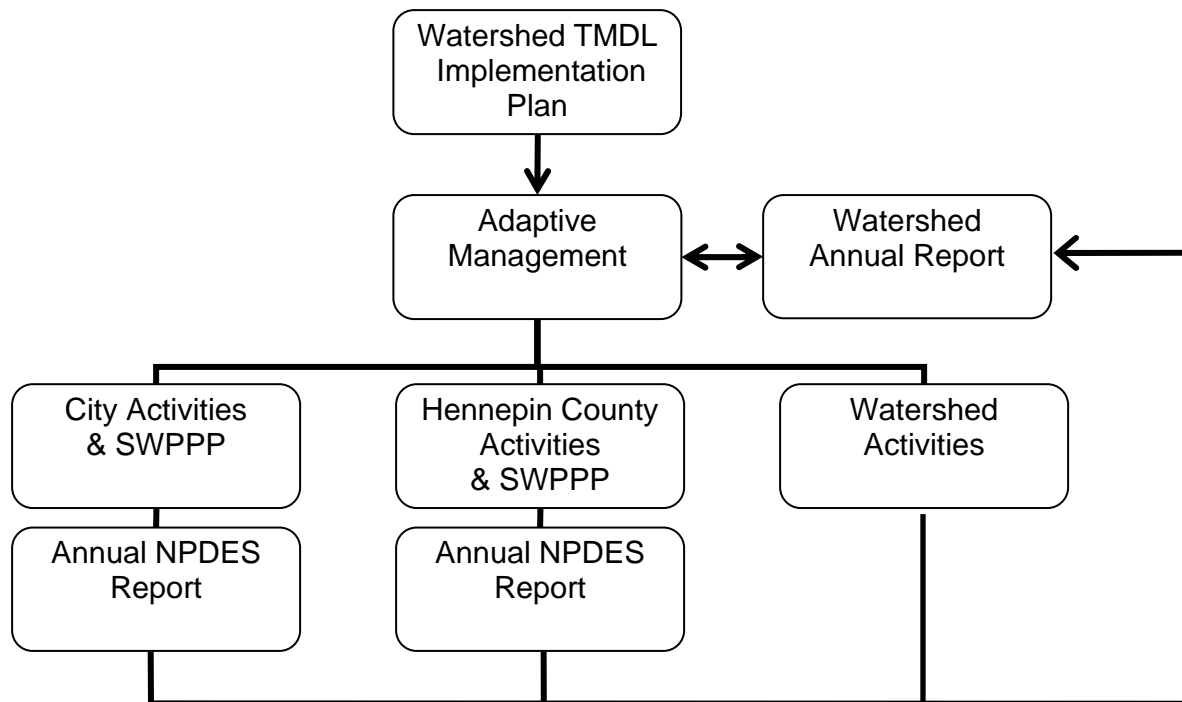 Watershed TMDL
Implementation
Plan
Adaptive
Management
Watershed
Annual Report
City Activities
& SWPPP
Hennepin County
Activities
& SWPPP
Watershed
Activities
Annual NPDES
Report
Annual NPDES
Report